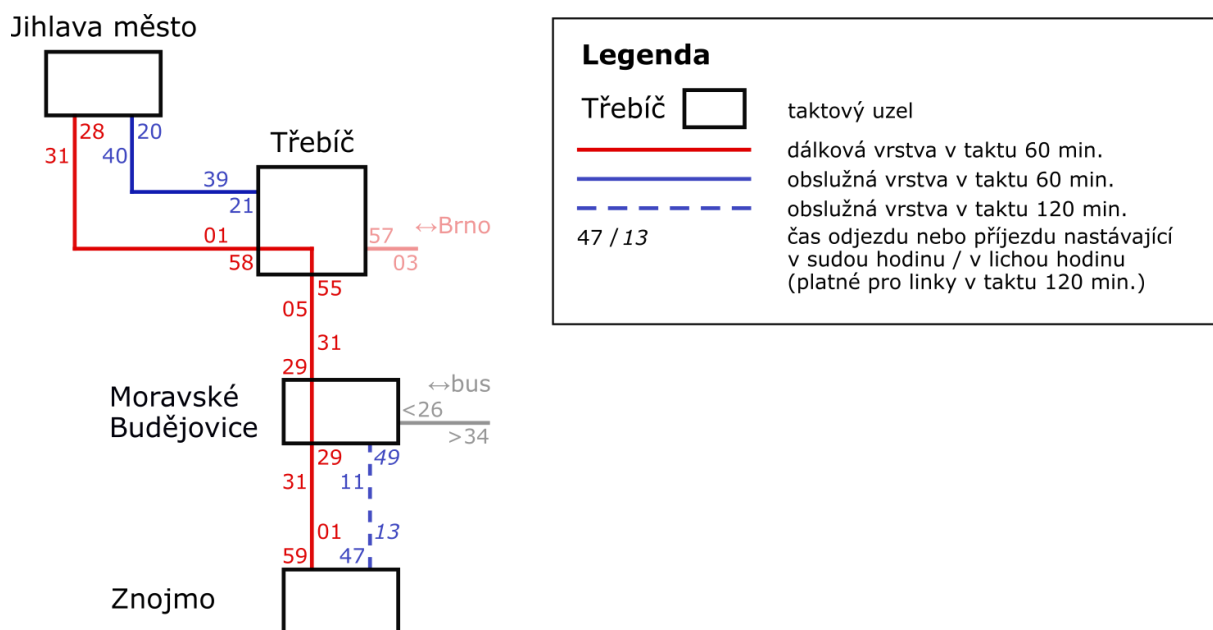 Jihlava město
28
20
31
40
Třebíč
39
21
01
58
57
↔Brno
03
55
05
31
29
Moravské
Budějovice
↔bus
<26
>34
29
49
31
11
01
13
59
47
Znojmo
Legenda
Třebíč
taktový uzel
dálková vrstva v taktu 60 min.
obslužná vrstva v taktu 60 min.
obslužná vrstva v taktu 120 min.
47 / 13
čas odjezdu nebo příjezdu nastávající
v sudou hodinu / v lichou hodinu
(platné pro linky v taktu 120 min.)